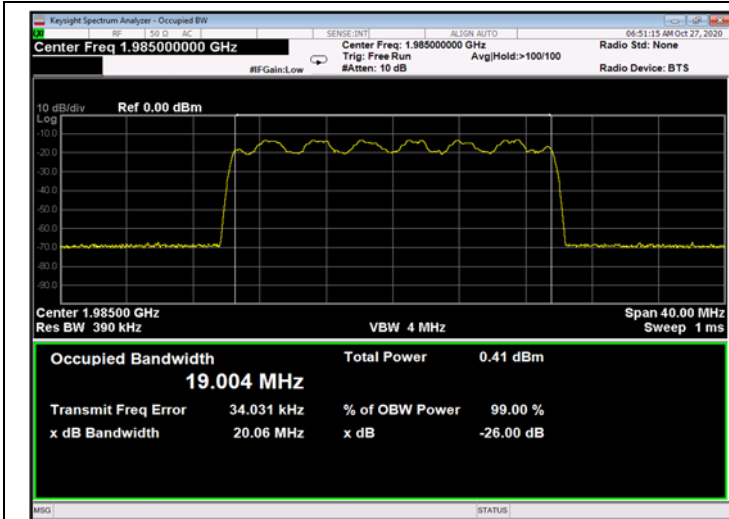 Keysight Spectrum Analyzer - Occupied BW
LXI RF 50 Ω AC SENSE:INT ALIGN AUTO 06:51:15 AM Oct 27, 2020
Center Freq 1.985000000 GHz
Center Freq: 1.985000000 GHz Radio Std: None
Trig: Free Run Avg|Hold:>100/100
#IFGain:Low #Atten: 10 dB Radio Device: BTS
10 dB/div Ref 0.00 dBm
Log
-10.0
-20.0
-30.0
-40.0
-50.0
-60.0
-70.0
-80.0
-90.0
Center 1.98500 GHz Span 40.00 MHz
Res BW 390 kHz VBW 4 MHz Sweep 1 ms
Occupied Bandwidth Total Power 0.41 dBm
19.004 MHz
Transmit Freq Error 34.031 kHz % of OBW Power 99.00 %
x dB Bandwidth 20.06 MHz x dB -26.00 dB
MSG STATUS